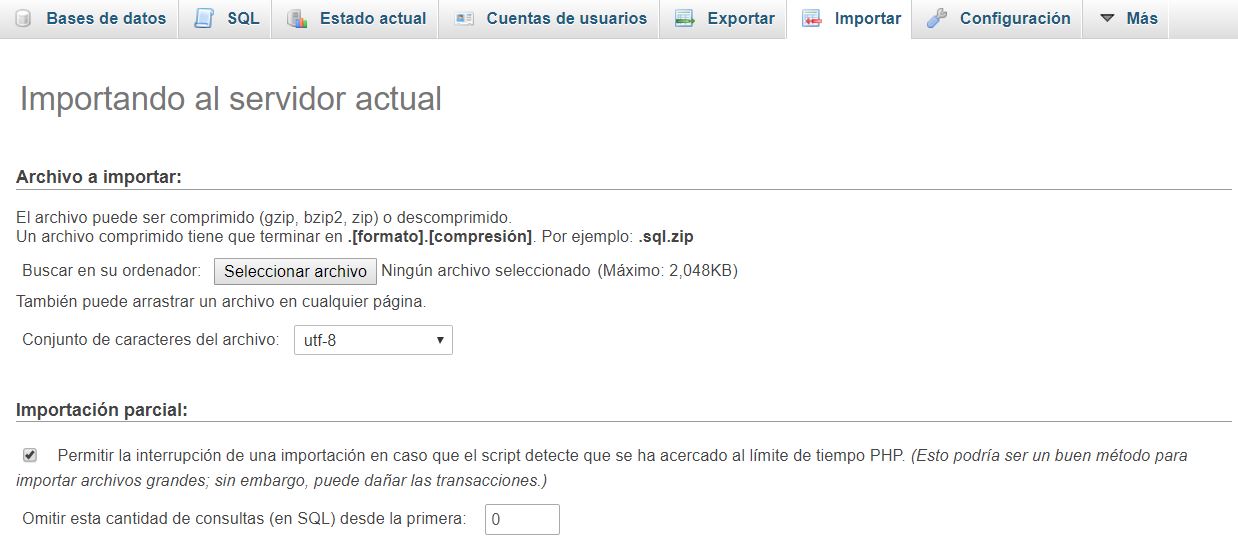 Bases de datos SQL Estado actual Cuentas de usuarios Exportar Importar Configuración Más
Importando al servidor actual
Archivo a importar:
El archivo puede ser comprimido (gzip, bzip2, zip) o descomprimido.
Un archivo comprimido tiene que terminar en .[formato].[compresión]. Por ejemplo: .sql.zip
Buscar en su ordenador: Seleccionar archivo Ningún archivo seleccionado (Máximo: 2,048KB)
También puede arrastrar un archivo en cualquier página.
Conjunto de caracteres del archivo: utf-8
Importación parcial:
Permitir la interrupción de una importación en caso que el script detecte que se ha acercado al límite de tiempo PHP. (Esto podría ser un buen método para
importar archivos grandes; sin embargo, puede dañar las transacciones.)
Omitir esta cantidad de consultas (en SQL) desde la primera: 0